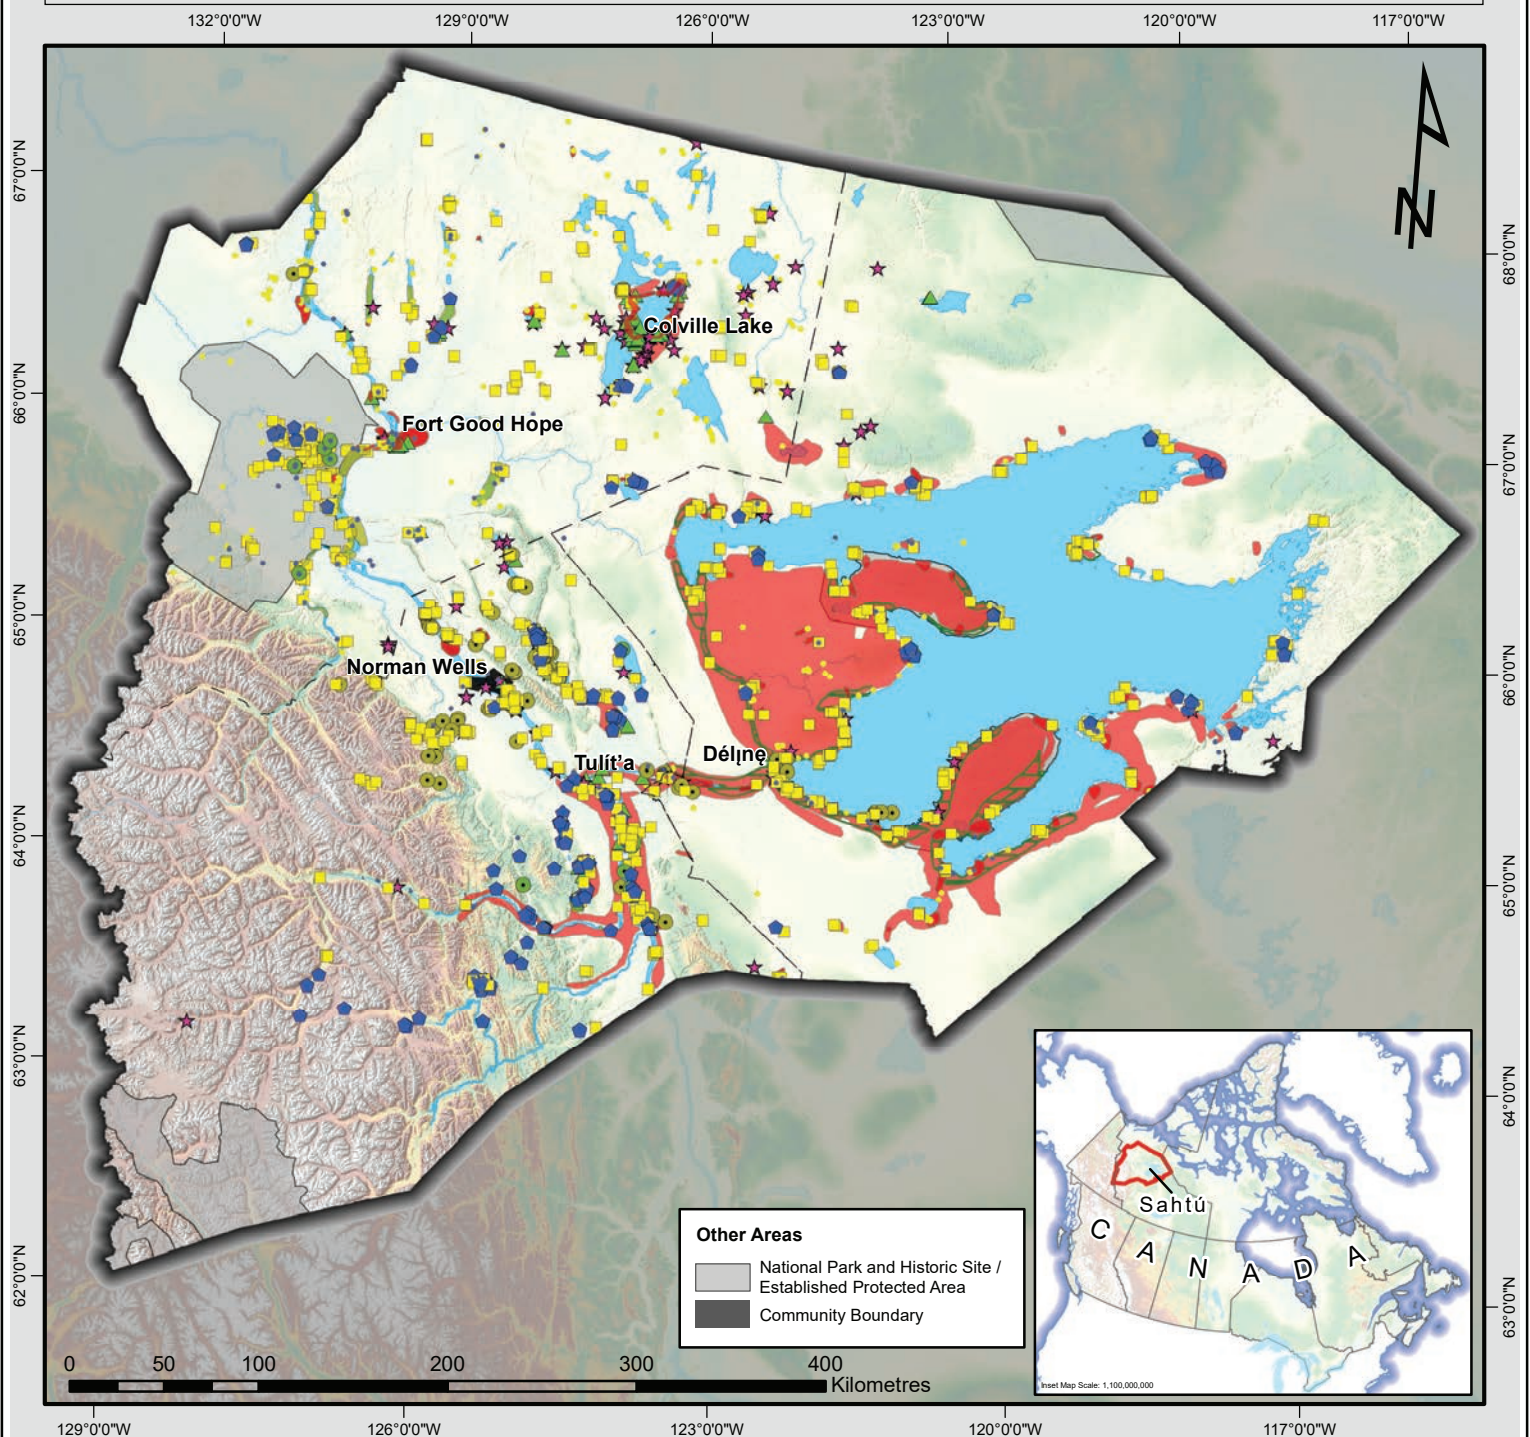 132°0'0"W 129°0'0"W 126°0'0"W 123°0'0"W 120°0'0"W 117°0'0"W
N
67°0'0"N
68°0'0"N
Colville Lake
66°0'0"N
Fort Good Hope
67°0'0"N
65°0'0"N
Norman Wells
66°0'0"N
Délı̨nę
Tulít'a
64°0'0"N
65°0'0"N
63°0'0"N
64°0'0"N
Sahtú
CANADA
Other Areas
National Park and Historic Site /
Established Protected Area
Community Boundary
62°0'0"N
63°0'0"N
0 50 100 200 300 400
Kilometres
Inset Map Scale: 1:100,000,000
129°0'0"W 126°0'0"W 123°0'0"W 120°0'0"W 117°0'0"W